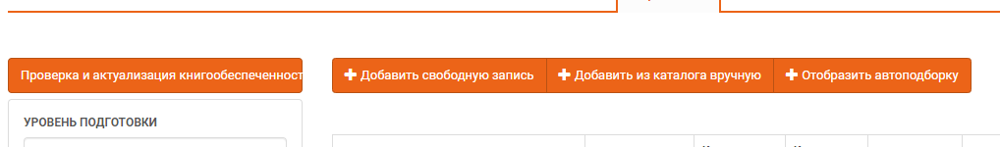 Проверка и актуализация книгообеспеченност
Добавить свободную запись
Добавить из каталога вручную
Отобразить автоподборку
УРОВЕНЬ ПОДГОТОВКИ